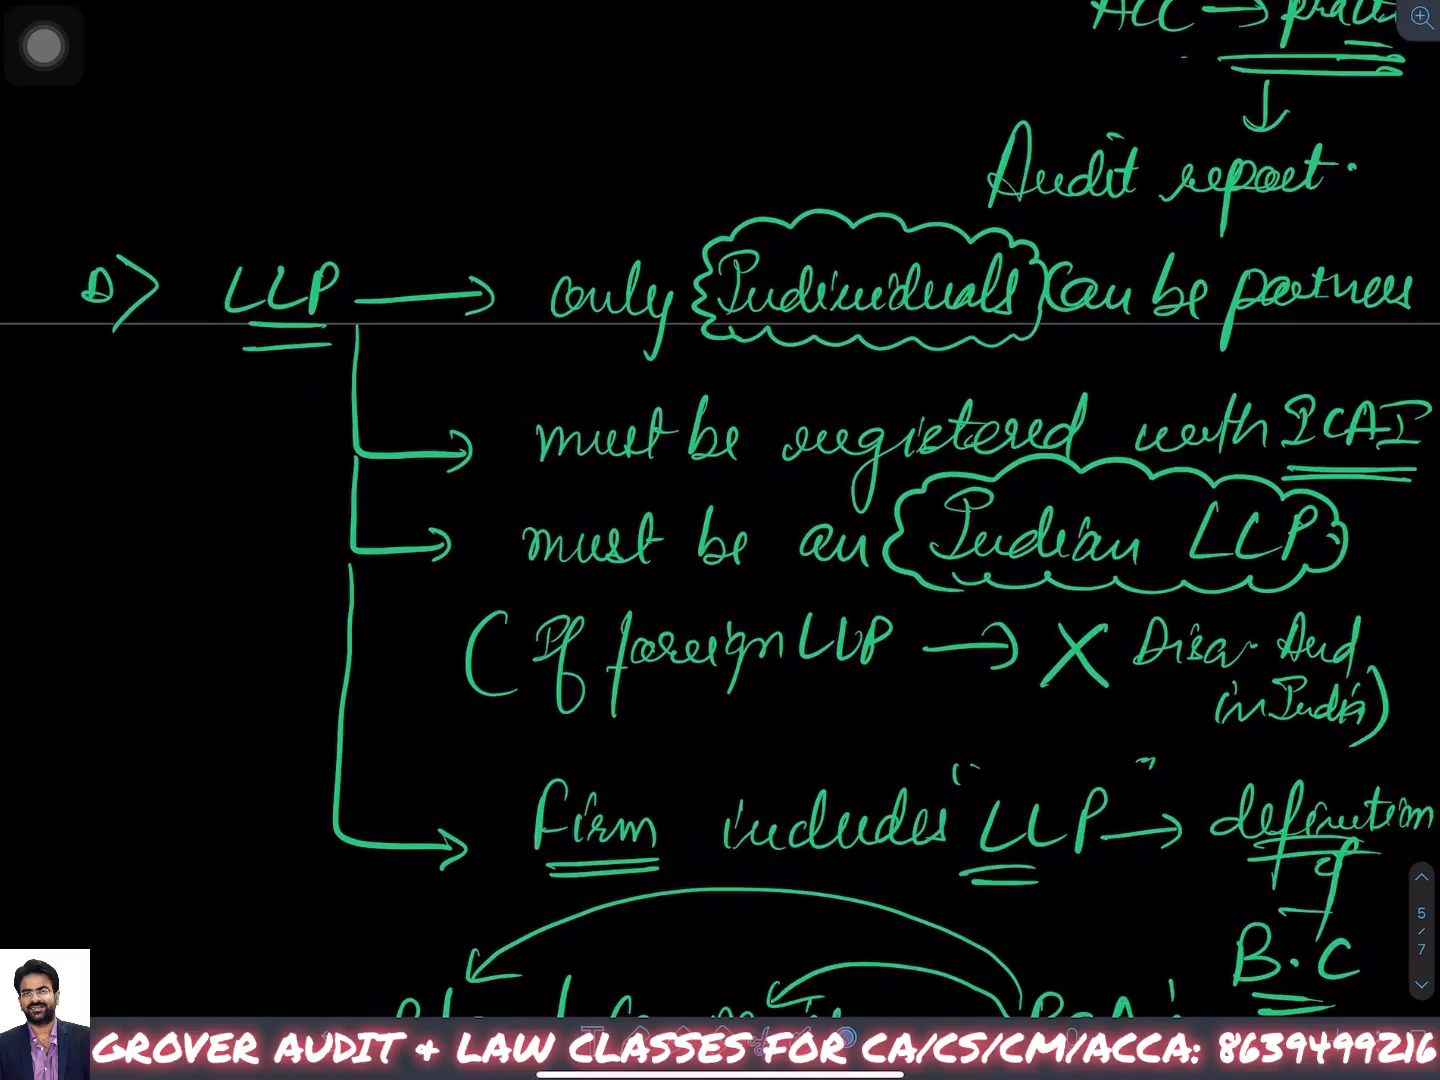 ACC →
Audit report.
D> LLP → only Individuals can be partners
→ must be registered with ICAI
→ must be an Indian LLP
( If foreign LLP → X Disq. Aud
in India)
→ Firm includes "LLP" → definition
of
B.C
5
/
7
GROVER AUDIT + LAW CLASSES FOR CA/CS/CM/ACCA: 8639499216